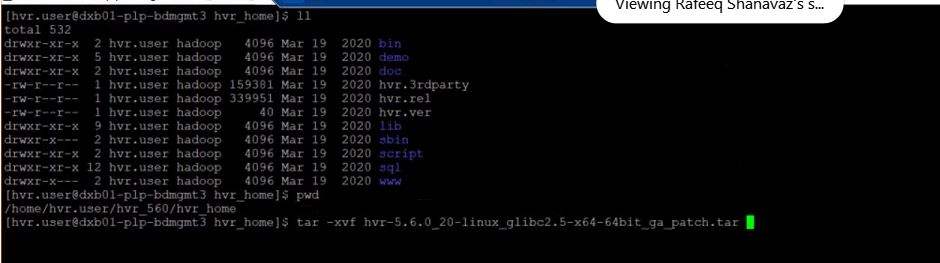 Viewing Rafeeq Shanavaz's s...
[hvr.user@dxb01-plp-bdmgmt3 hvr_home]$ ll
total 532
drwxr-xr-x  2 hvr.user hadoop   4096 Mar 19  2020 bin
drwxr-xr-x  5 hvr.user hadoop   4096 Mar 19  2020 demo
drwxr-xr-x  2 hvr.user hadoop   4096 Mar 19  2020 doc
-rw-r--r--  1 hvr.user hadoop 159381 Mar 19  2020 hvr.3rdparty
-rw-r--r--  1 hvr.user hadoop 339951 Mar 19  2020 hvr.rel
-rw-r--r--  1 hvr.user hadoop     40 Mar 19  2020 hvr.ver
drwxr-xr-x  9 hvr.user hadoop   4096 Mar 19  2020 lib
drwxr-x---  2 hvr.user hadoop   4096 Mar 19  2020 sbin
drwxr-xr-x  2 hvr.user hadoop   4096 Mar 19  2020 script
drwxr-xr-x 12 hvr.user hadoop   4096 Mar 19  2020 sql
drwxr-x---  2 hvr.user hadoop   4096 Mar 19  2020 www
[hvr.user@dxb01-plp-bdmgmt3 hvr_home]$ pwd
/home/hvr.user/hvr_560/hvr_home
[hvr.user@dxb01-plp-bdmgmt3 hvr_home]$ tar -xvf hvr-5.6.0_20-linux_glibc2.5-x64-64bit_ga_patch.tar